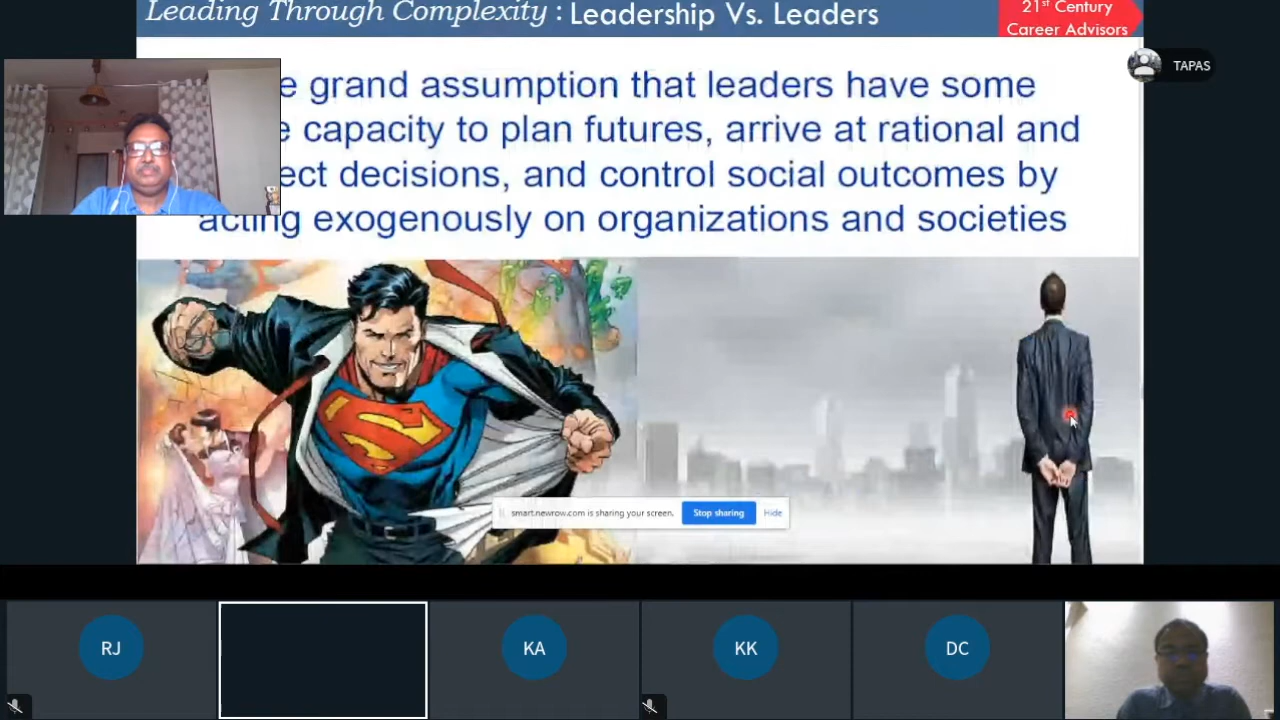 Leading Through Complexity : Leadership Vs. Leaders
21st Century
Career Advisors
TAPAS
grand assumption that leaders have some
capacity to plan futures, arrive at rational and
decisions, and control social outcomes by
acting exogenously on organizations and societies
smart.newrow.com is sharing your screen. Stop sharing Hide
RJ
KA
KK
DC